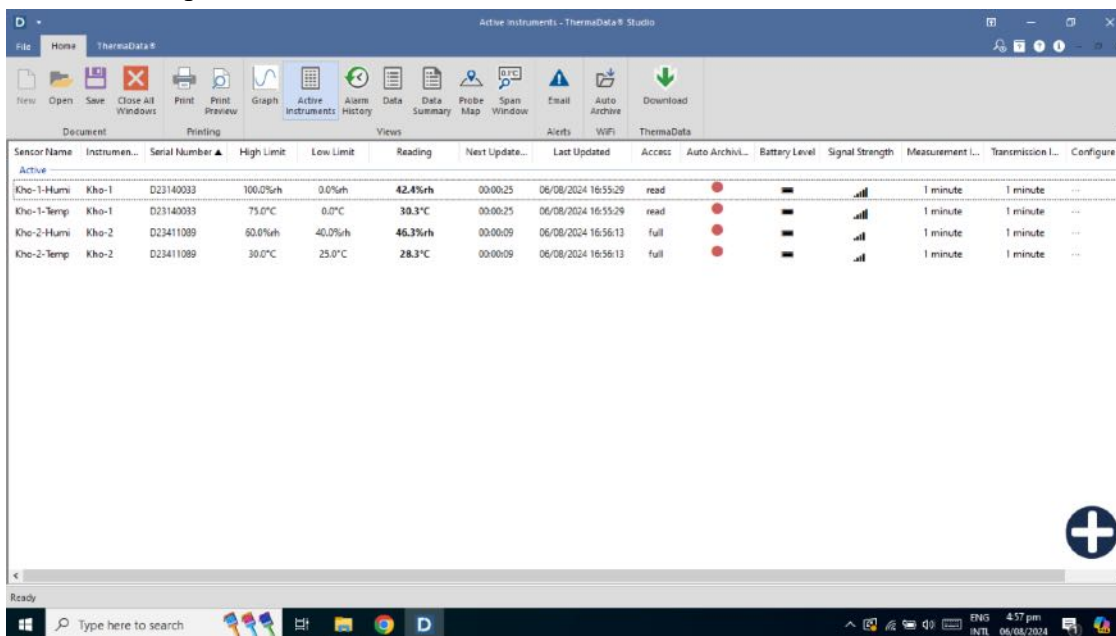 D
Active Instruments - ThermaData® Studio
File Home ThermaData®
New Open Save Close All Windows Print Print Preview Graph Active Instruments Alarm History Data Data Summary Probe Map Span Window Email Auto Archive Download
Document Printing Views Alerts WiFi ThermaData
Sensor Name Instrumen... Serial Number High Limit Low Limit Reading Next Update... Last Updated Access Auto Archivi... Battery Level Signal Strength Measurement I... Transmission I... Configure
Active
Kho-1-Humi Kho-1 D23140033 100.0%rh 0.0%rh 42.4%rh 00:00:25 06/08/2024 16:55:29 read 1 minute 1 minute ...
Kho-1-Temp Kho-1 D23140033 75.0°C 0.0°C 30.3°C 00:00:25 06/08/2024 16:55:29 read 1 minute 1 minute ...
Kho-2-Humi Kho-2 D23411089 60.0%rh 40.0%rh 46.3%rh 00:00:09 06/08/2024 16:56:13 full 1 minute 1 minute ...
Kho-2-Temp Kho-2 D23411089 30.0°C 25.0°C 28.3°C 00:00:09 06/08/2024 16:56:13 full 1 minute 1 minute ...
Ready
Type here to search
D
ENG 4:57 pm
INTL 06/08/2024